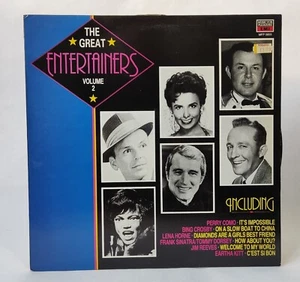 THE
GREAT
ENTERTAINERS
VOLUME
2
INCLUDING
PERRY COMO · IT'S IMPOSSIBLE
BING CROSBY · ON A SLOW BOAT TO CHINA
LENA HORNE · DIAMONDS ARE A GIRLS BEST FRIEND
FRANK SINATRA/TOMMY DORSEY · HOW ABOUT YOU?
JIM REEVES · WELCOME TO MY WORLD
EARTHA KITT · C'EST SI BON